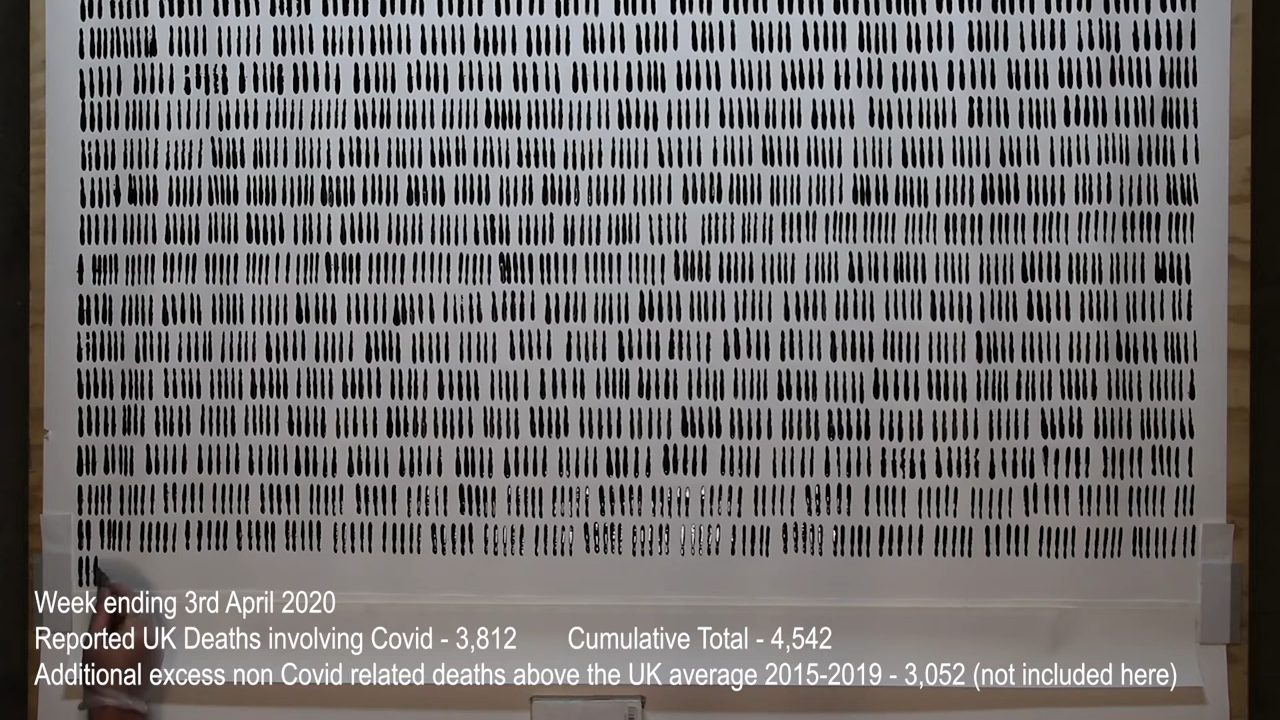 Week ending 3rd April 2020
Reported UK Deaths involving Covid - 3,812 Cumulative Total - 4,542
Additional excess non Covid related deaths above the UK average 2015-2019 - 3,052 (not included here)